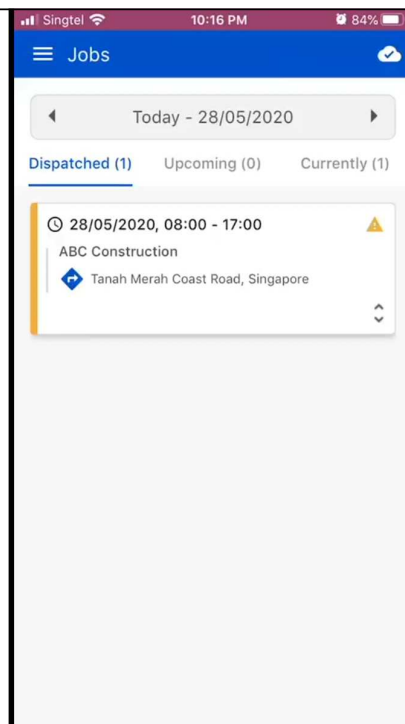 Singtel 10:16 PM 84%
Jobs
Today - 28/05/2020
Dispatched (1) Upcoming (0) Currently (1)
28/05/2020, 08:00 - 17:00
ABC Construction
Tanah Merah Coast Road, Singapore